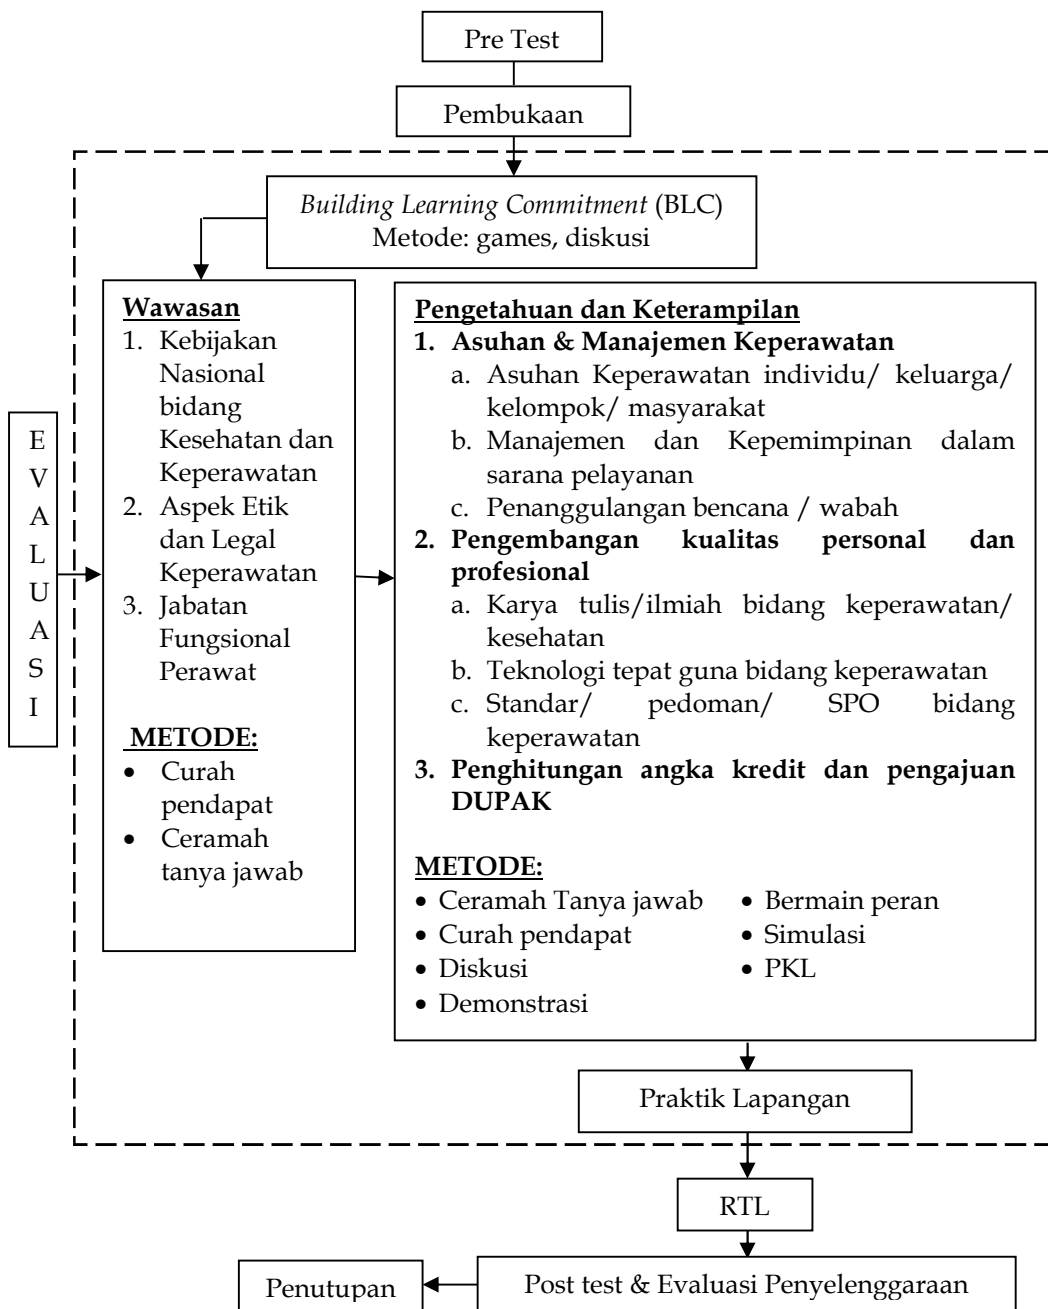 Pre Test
Pembukaan
Building Learning Commitment (BLC)
Metode: games, diskusi
E
V
A
L
U
A
S
I
Wawasan
1. Kebijakan
Nasional
bidang
Kesehatan dan
Keperawatan
2. Aspek Etik
dan Legal
Keperawatan
3. Jabatan
Fungsional
Perawat
METODE:
• Curah
pendapat
• Ceramah
tanya jawab
Pengetahuan dan Keterampilan
1. Asuhan & Manajemen Keperawatan
a. Asuhan Keperawatan individu/ keluarga/
kelompok/ masyarakat
b. Manajemen dan Kepemimpinan dalam
sarana pelayanan
c. Penanggulangan bencana / wabah
2. Pengembangan kualitas personal dan
profesional
a. Karya tulis/ilmiah bidang keperawatan/
kesehatan
b. Teknologi tepat guna bidang keperawatan
c. Standar/ pedoman/ SPO bidang
keperawatan
3. Penghitungan angka kredit dan pengajuan
DUPAK
METODE:
• Ceramah Tanya jawab
• Curah pendapat
• Diskusi
• Demonstrasi
• Bermain peran
• Simulasi
• PKL
Praktik Lapangan
RTL
Post test & Evaluasi Penyelenggaraan
Penutupan